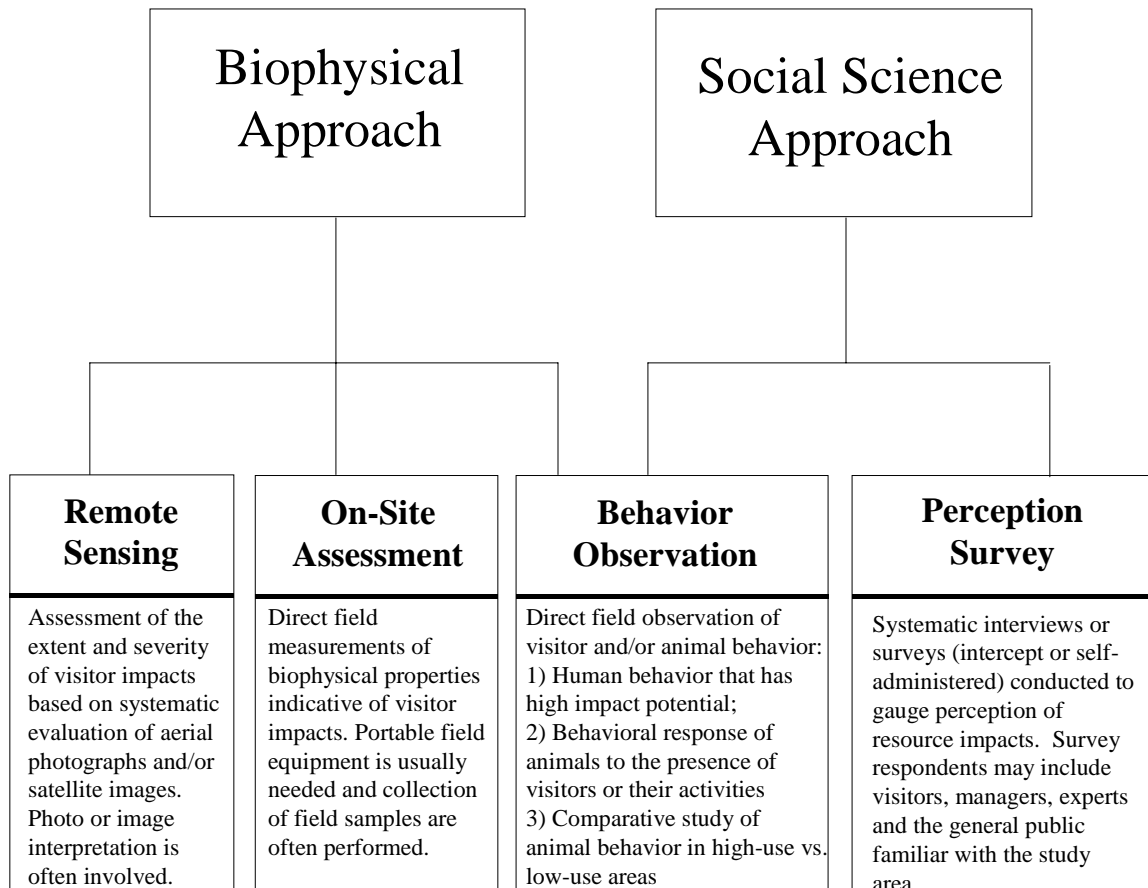 Biophysical
Approach
Social Science
Approach
Remote
Sensing
Assessment of the
extent and severity
of visitor impacts
based on systematic
evaluation of aerial
photographs and/or
satellite images.
Photo or image
interpretation is
often involved.
On-Site
Assessment
Direct field
measurements of
biophysical properties
indicative of visitor
impacts. Portable field
equipment is usually
needed and collection
of field samples are
often performed.
Behavior
Observation
Direct field observation of
visitor and/or animal behavior:
1) Human behavior that has
high impact potential;
2) Behavioral response of
animals to the presence of
visitors or their activities
3) Comparative study of
animal behavior in high-use vs.
low-use areas
Perception
Survey
Systematic interviews or
surveys (intercept or self-
administered) conducted to
gauge perception of
resource impacts.  Survey
respondents may include
visitors, managers, experts
and the general public
familiar with the study
area